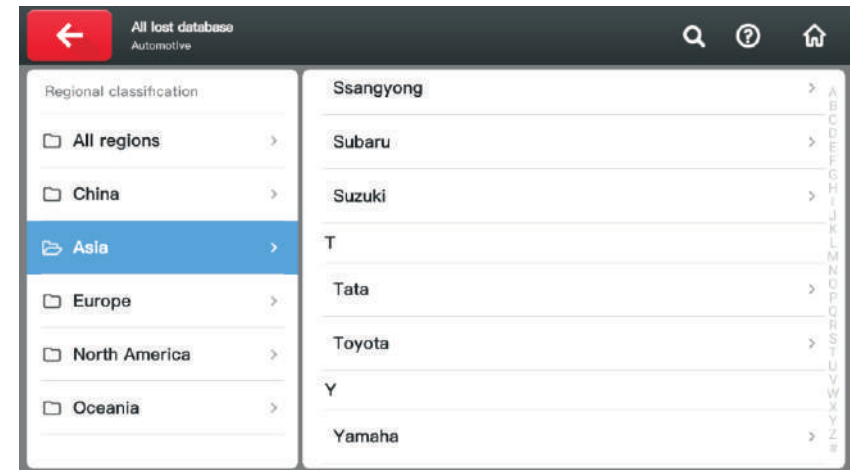 All lost database
Automotive
Regional classification
All regions
China
Asia
Europe
North America
Oceania
Ssangyong
Subaru
Suzuki
T
Tata
Toyota
Y
Yamaha
A
B
C
D
E
F
G
H
I
J
K
L
M
N
O
P
Q
R
S
T
U
V
W
X
Y
Z
#